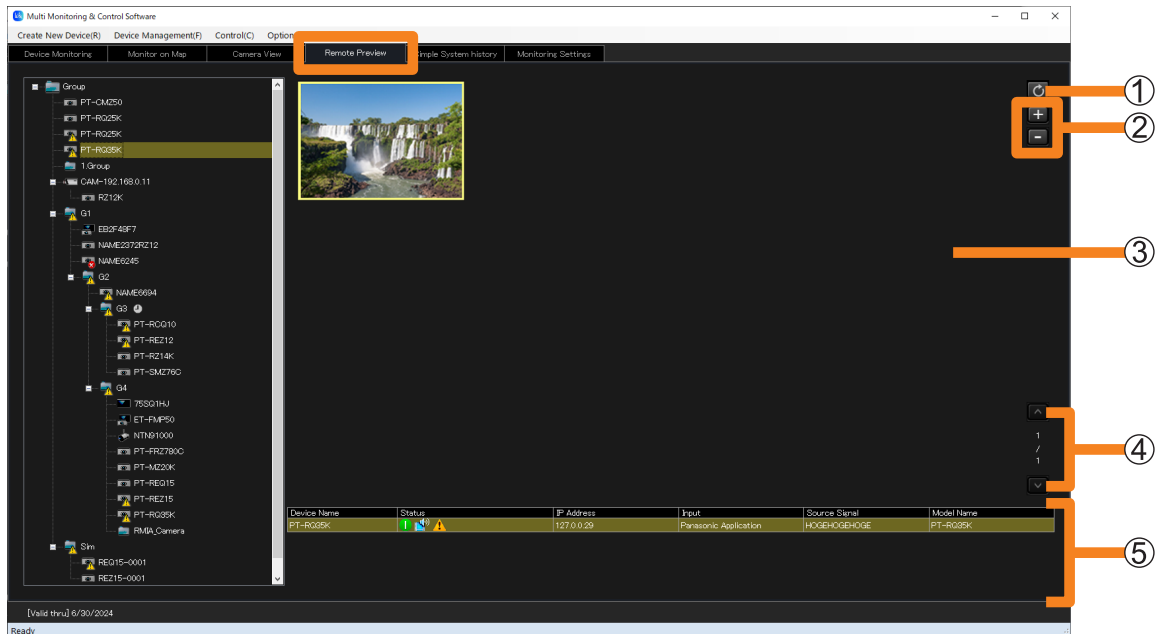 Multi Monitoring & Control Software
Create New Device(R) Device Management(F) Control(C) Option
Device Monitoring Monitor on Map Camera View Remote Preview Simple System history Monitoring Settings
Group
PT-CMZ50
PT-RQ25K
PT-RQ25K
PT-RQ35K
1.Group
CAM-192.168.0.11
RZ12K
G1
EB2F48F7
NAME2372RZ12
NAME6245
G2
NAME6694
G3
PT-RCQ10
PT-REZ12
PT-RZ14K
PT-SMZ76C
G4
75SQ1HJ
ET-FMP50
NTN91000
PT-FRZ780C
PT-MZ20K
PT-REQ15
PT-REZ15
PT-RQ35K
RMIA_Camera
Sim
REQ15-0001
REZ15-0001
①
+
②
-
③
1
/
1
④
Device Name Status IP Address Input Source Signal Model Name
PT-RQ35K 127.0.0.29 Panasonic Application HOGEHOGEHOGE PT-RQ35K
⑤
[Valid thru] 6/30/2024
Ready